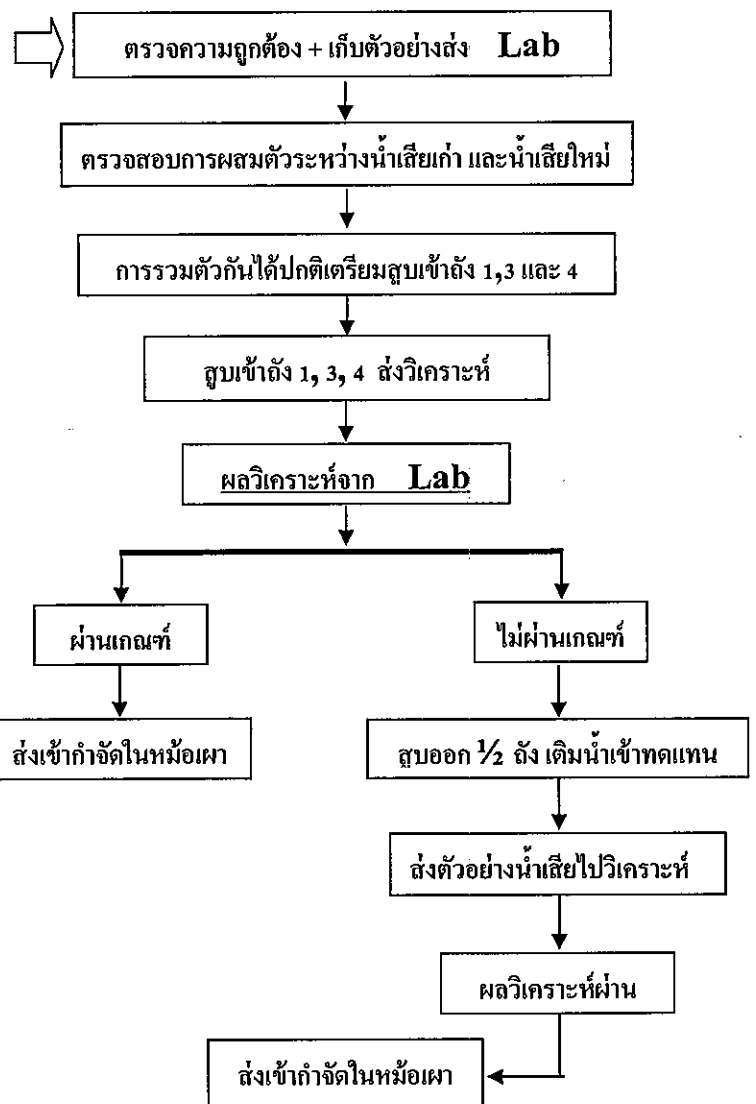 ตรวจความถูกต้อง + เก็บตัวอย่างส่ง Lab
ตรวจสอบการผสมตัวระหว่างน้ำเสียเก่า และน้ำเสียใหม่
การรวมตัวกันได้ปกติเตรียมสูบเข้าถัง 1,3 และ 4
สูบเข้าถัง 1, 3, 4 ส่งวิเคราะห์
ผลวิเคราะห์จาก Lab
ผ่านเกณฑ์
ไม่ผ่านเกณฑ์
ส่งเข้ากำจัดในหม้อเผา
สูบออก ½ ถัง เติมน้ำเข้าทดแทน
ส่งตัวอย่างน้ำเสียไปวิเคราะห์
ผลวิเคราะห์ผ่าน
ส่งเข้ากำจัดในหม้อเผา